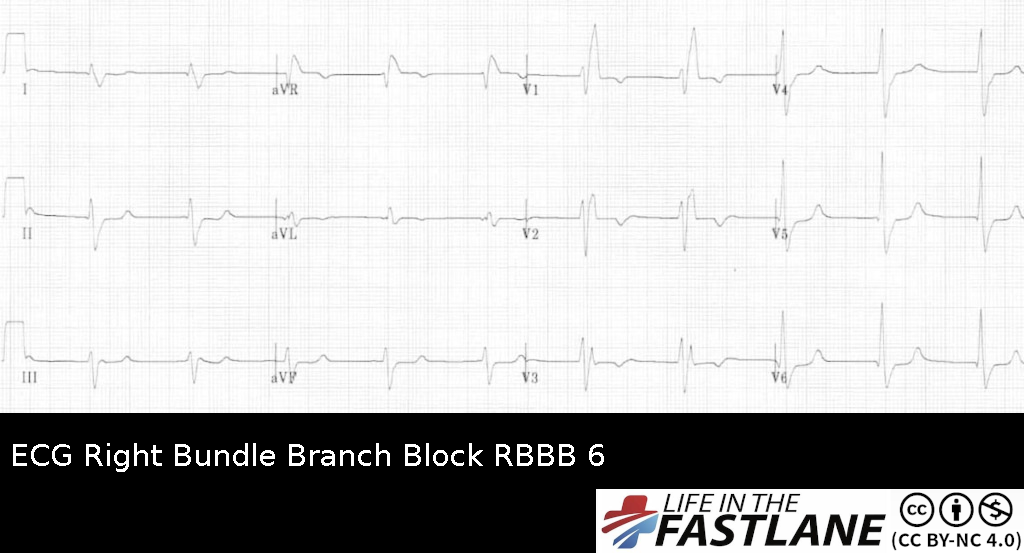 I aVR V1 V4
II aVL V2 V5
III aVF V3 V6
ECG Right Bundle Branch Block RBBB 6
LIFE IN THE
FASTLANE
cc
(CC BY-NC 4.0)